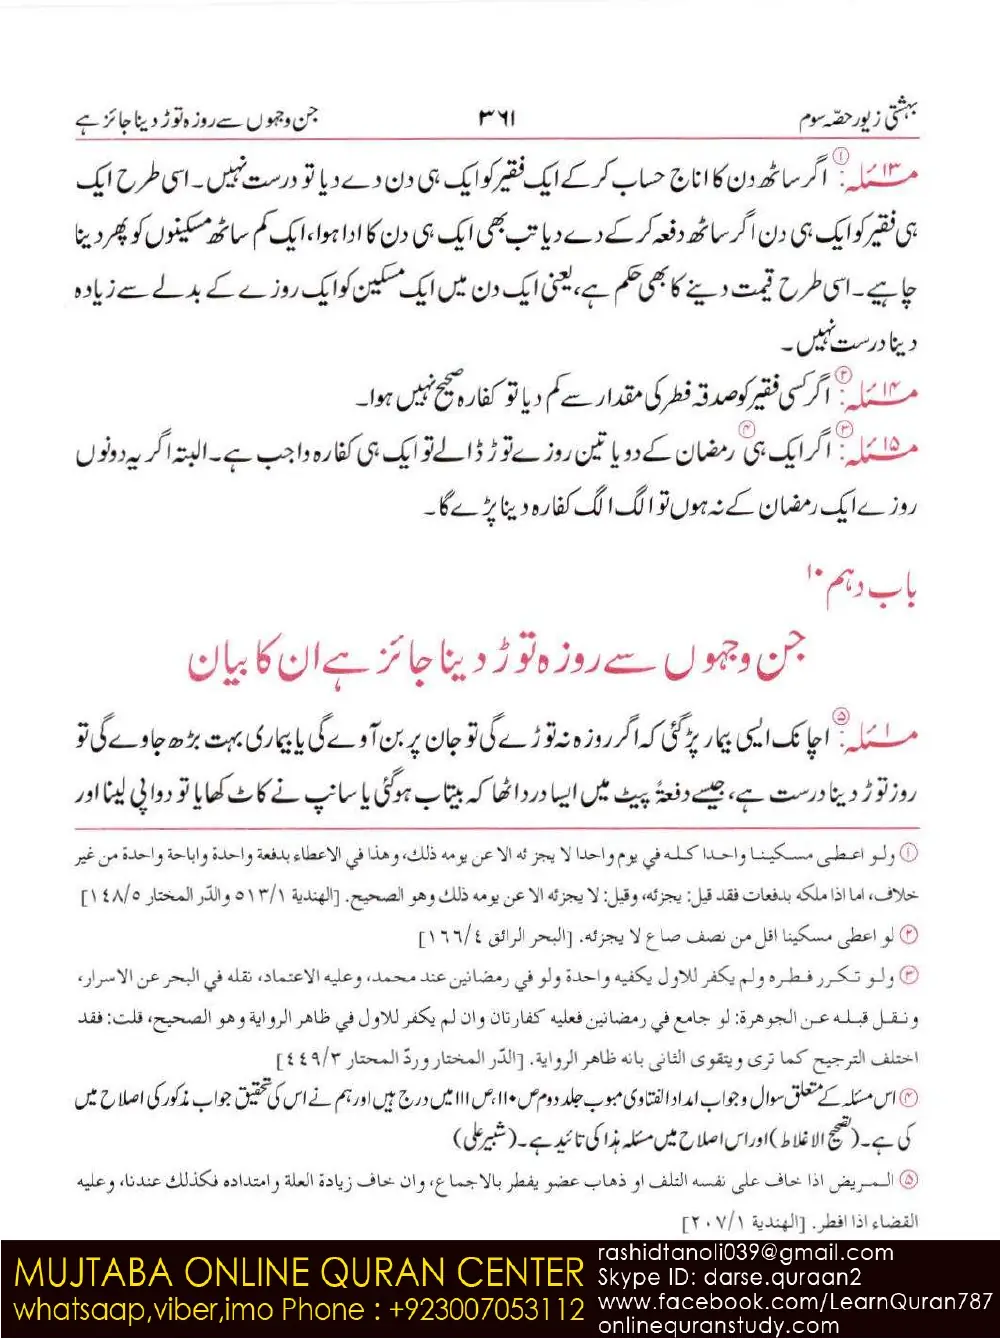 بہشتی زیور حصّہ سوم ۳۶۱ جن وجہوں سے روزہ توڑ دینا جائز ہے
مسئلہ ۱۳: ① اگر ساٹھ دن کا اناج حساب کر کے ایک فقیر کو ایک ہی دن دے دیا تو درست نہیں۔ اسی طرح ایک
ہی فقیر کو ایک ہی دن اگر ساٹھ دفعہ کر کے دے دیا تب بھی ایک ہی دن کا ادا ہوا، ایک کم ساٹھ مسکینوں کو پھر دینا
چاہیے۔ اسی طرح قیمت دینے کا بھی حکم ہے، یعنی ایک دن میں ایک مسکین کو ایک روزے کے بدلے سے زیادہ
دینا درست نہیں۔
مسئلہ ۱۴: ② اگر کسی فقیر کو صدقہ فطر کی مقدار سے کم دیا تو کفارہ صحیح نہیں ہوا۔
مسئلہ ۱۵: ③ اگر ایک ہی ④ رمضان کے دو یا تین روزے توڑ ڈالے تو ایک ہی کفارہ واجب ہے۔ البتہ اگر یہ دونوں
روزے ایک رمضان کے نہ ہوں تو الگ الگ کفارہ دینا پڑے گا۔
باب دہم ۱۰
جن وجہوں سے روزہ توڑ دینا جائز ہے ان کا بیان
مسئلہ ۱: ⑤ اچانک ایسی بیمار پڑ گئی کہ اگر روزہ نہ توڑے گی تو جان پر بن آوے گی یا بیماری بہت بڑھ جاوے گی تو
روز توڑ دینا درست ہے، جیسے دفعۃً پیٹ میں ایسا درد اٹھا کہ بیتاب ہو گئی یا سانپ نے کاٹ کھایا تو دوا پی لینا اور
① ولو اعطى مسكينا واحدا كله في يوم واحدا لا يجزئه الا عن يومه ذلك، وهذا في الاعطاء بدفعة واحدة واباحة واحدة من غير
خلاف، اما اذا ملكه بدفعات فقد قيل: يجزئه، وقيل: لا يجزئه الا عن يومه ذلك وهو الصحيح. [الهندية ٥١٣/١ والدّر المختار ١٤٨/٥]
② لو اعطى مسكينا اقل من نصف صاع لا يجزئه. [البحر الرائق ١٦٦/٤]
③ ولو تكرر فطره ولم يكفر للاول يكفيه واحدة ولو في رمضانين عند محمد، وعليه الاعتماد، نقله في البحر عن الاسرار،
ونقل قبله عن الجوهرة: لو جامع في رمضانين فعليه كفارتان وان لم يكفر للاول في ظاهر الرواية وهو الصحيح، قلت: فقد
اختلف الترجيح كما ترى ويتقوى الثانى بانه ظاهر الرواية. [الدّر المختار وردّ المحتار ٤٤٩/٣]
④ اس مسئلہ کے متعلق سوال و جواب امداد الفتاوی مبوب جلد دوم ص ۱۱۰، ص ۱۱۱ میں درج ہیں اور ہم نے اس کی تحقیق جواب مذکور کی اصلاح میں
کی ہے۔ (تصحیح الاغلاط) اور اس اصلاح میں مسئلہ ہذا کی تائید ہے۔ (شبیر علی)
⑤ المريض اذا خاف على نفسه التلف او ذهاب عضو يفطر بالاجماع، وان خاف زيادة العلة وامتداده فكذلك عندنا، وعليه
القضاء اذا افطر. [الهندية ٢٠٧/١]
MUJTABA ONLINE QURAN CENTER
whatsaap,viber,imo Phone : +923007053112
rashidtanoli039@gmail.com
Skype ID: darse.quraan2
www.facebook.com/LearnQuran787
onlinequranstudy.com